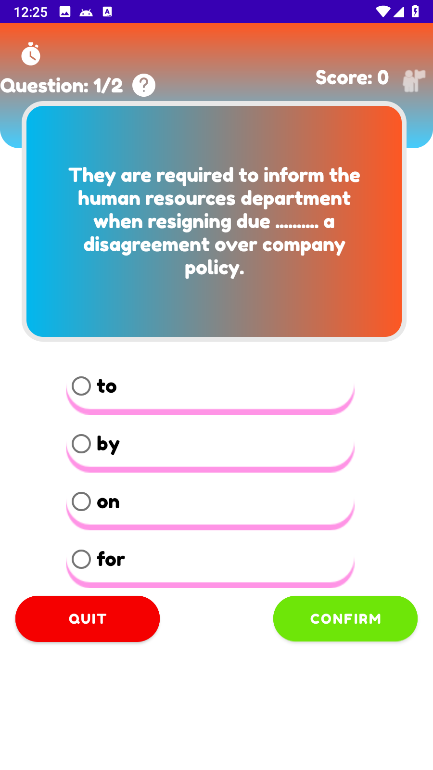 12:25
Score: 0
Question: 1/2 ?
They are required to inform the
human resources department
when resigning due .......... a
disagreement over company
policy.
to
by
on
for
QUIT
CONFIRM